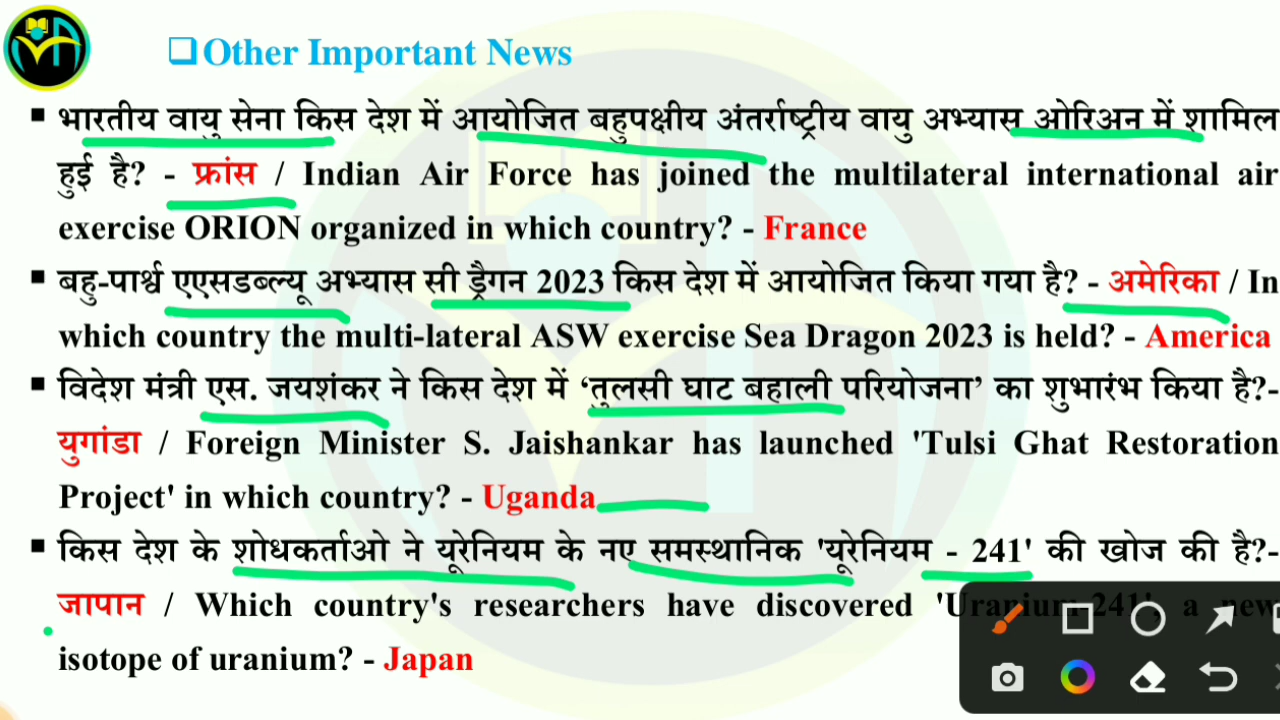 ❑Other Important News
▪ भारतीय वायु सेना किस देश में आयोजित बहुपक्षीय अंतर्राष्ट्रीय वायु अभ्यास ओरिअन में शामिल
हुई है? - फ्रांस / Indian Air Force has joined the multilateral international air
exercise ORION organized in which country? - France
▪ बहु-पार्श्व एएसडब्ल्यू अभ्यास सी ड्रैगन 2023 किस देश में आयोजित किया गया है? - अमेरिका / In
which country the multi-lateral ASW exercise Sea Dragon 2023 is held? - America
▪ विदेश मंत्री एस. जयशंकर ने किस देश में ‘तुलसी घाट बहाली परियोजना’ का शुभारंभ किया है?-
युगांडा / Foreign Minister S. Jaishankar has launched 'Tulsi Ghat Restoration
Project' in which country? - Uganda
▪ किस देश के शोधकर्ताओ ने यूरेनियम के नए समस्थानिक 'यूरेनियम - 241' की खोज की है?-
जापान / Which country's researchers have discovered 'Uranium-241', a new
isotope of uranium? - Japan